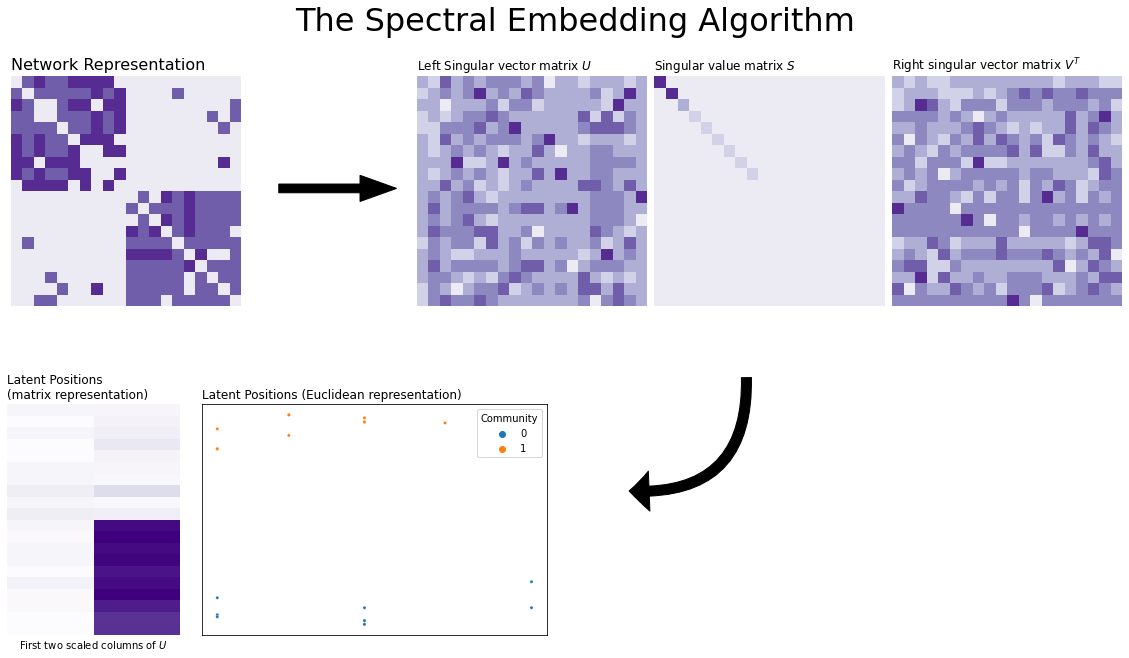 The Spectral Embedding Algorithm
Network Representation
Left Singular vector matrix U
Singular value matrix S
Right singular vector matrix V^T
Latent Positions
(matrix representation)
First two scaled columns of U
Latent Positions (Euclidean representation)
Community
0
1